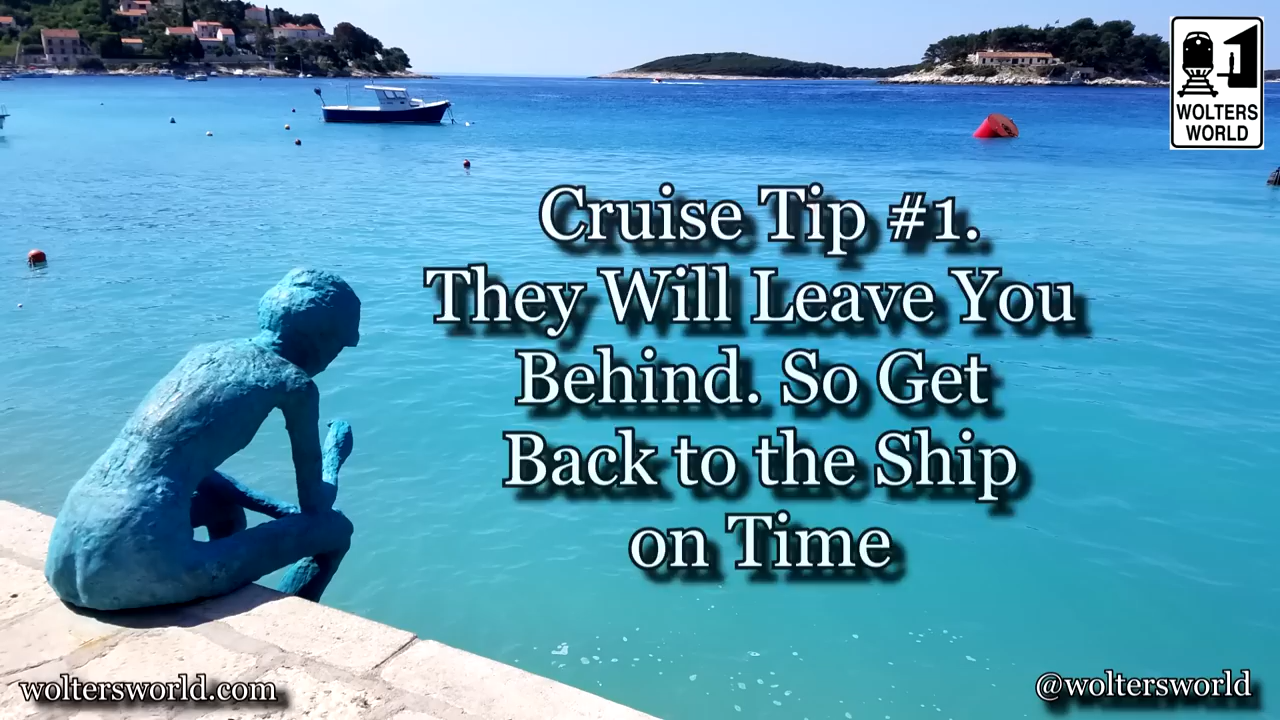 WOLTERS
WORLD
Cruise Tip #1.
They Will Leave You
Behind. So Get
Back to the Ship
on Time
woltersworld.com
@woltersworld